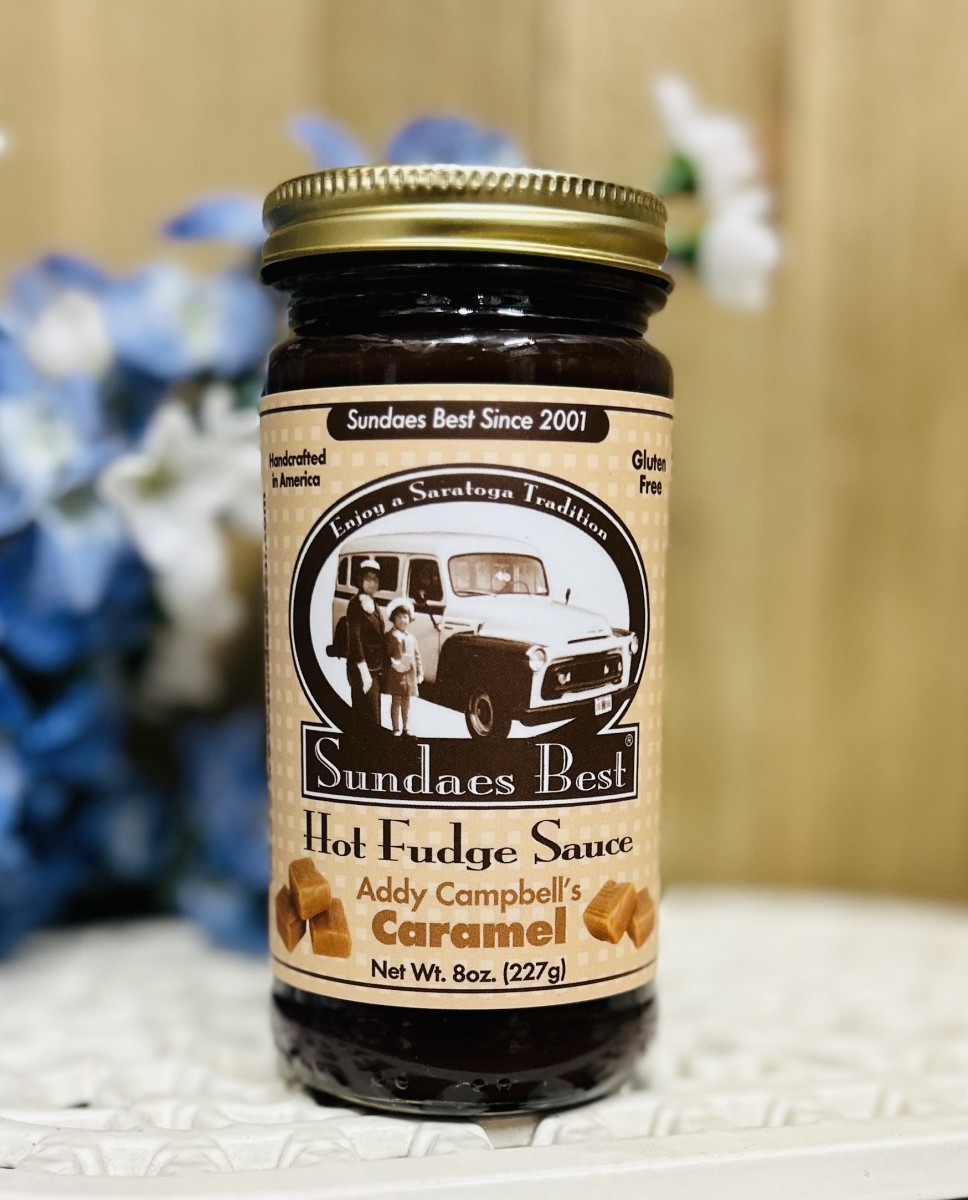 Sundaes Best Since 2001
Handcrafted
in America
Gluten
Free
Enjoy a Saratoga Tradition
Sundaes Best®
Hot Fudge Sauce
Addy Campbell's
Caramel
Net Wt. 8oz. (227g)